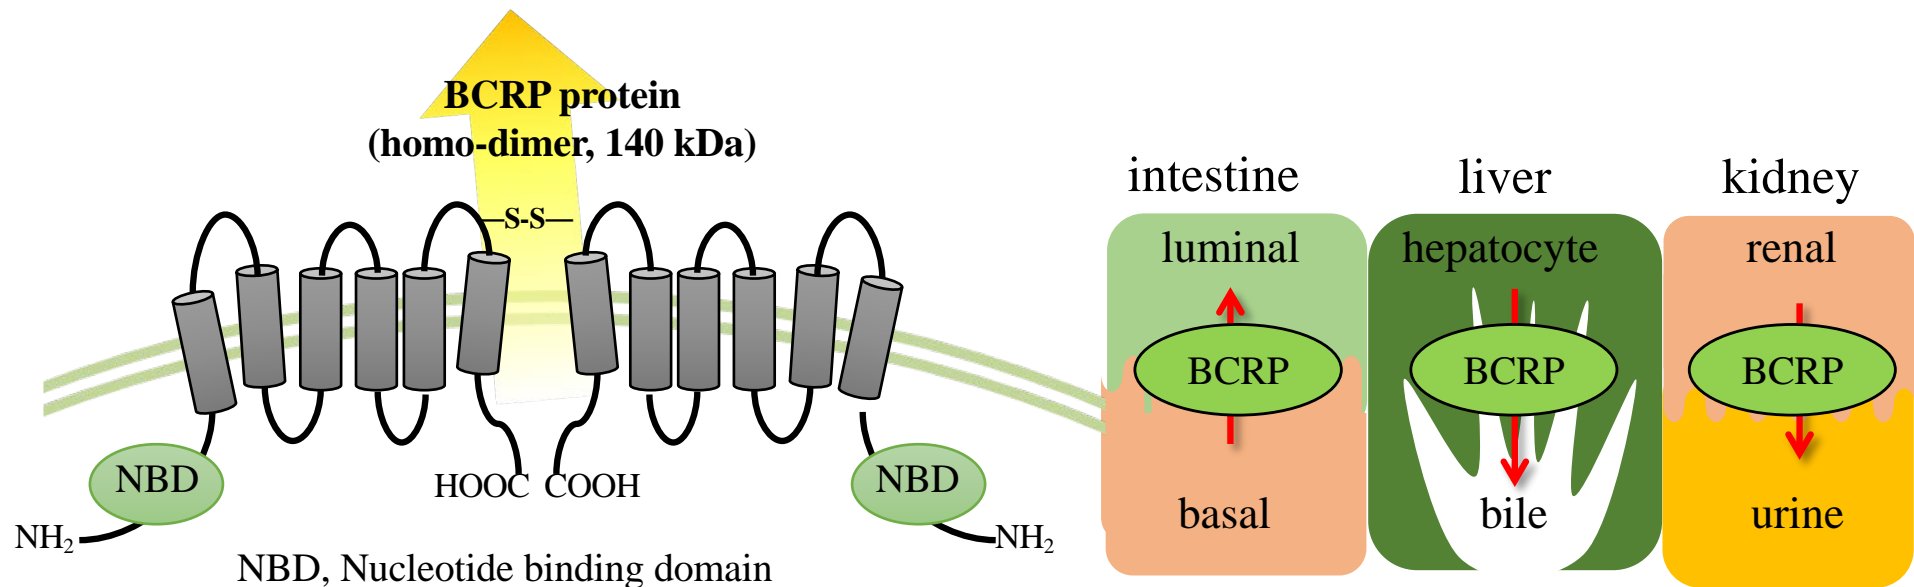 BCRP protein
(homo-dimer, 140 kDa)
—S-S—
NBD
NBD
HOOC COOH
NH₂
NH₂
NBD, Nucleotide binding domain
intestine
liver
kidney
luminal
hepatocyte
renal
BCRP
BCRP
BCRP
basal
bile
urine